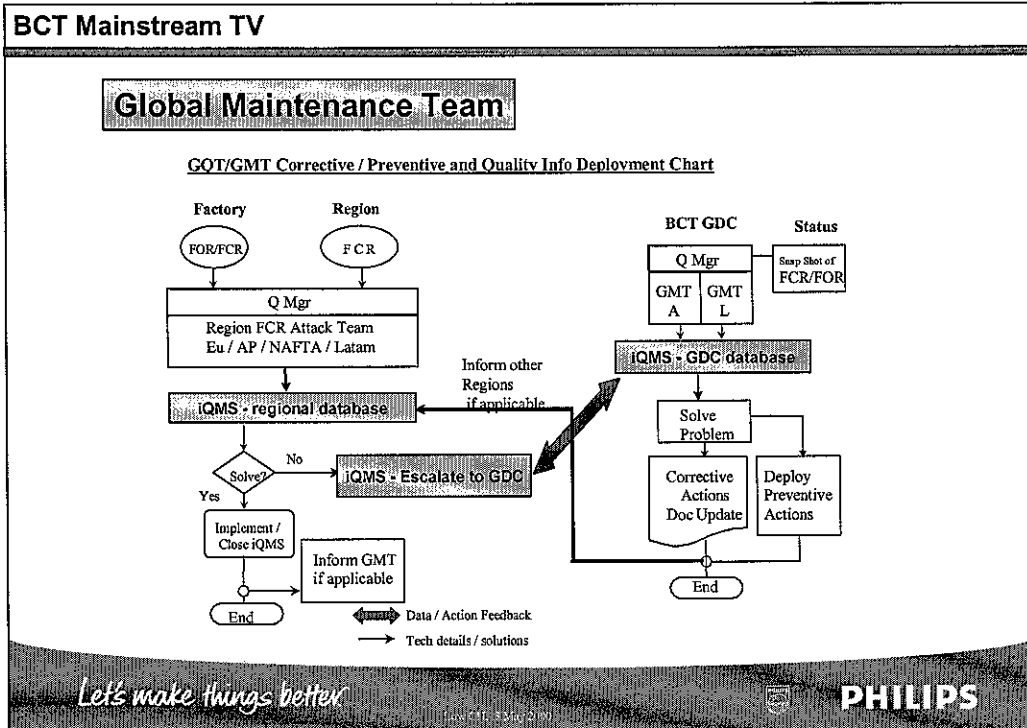 BCT Mainstream TV
Global Maintenance Team
GQT/GMT Corrective / Preventive and Quality Info Deployment Chart
Factory
Region
FOR/FCR
FCR
Q Mgr
Region FCR Attack Team
Eu / AP / NAFTA / Latam
iQMS - regional database
Solve?
No
Yes
iQMS - Escalate to GDC
Implement /
Close iQMS
Inform GMT
if applicable
End
Inform other
Regions
if applicable
BCT GDC
Status
Q Mgr
Snap Shot of
FCR/FOR
GMT
A
GMT
L
iQMS - GDC database
Solve
Problem
Corrective
Actions
Doc Update
Deploy
Preventive
Actions
End
Data / Action Feedback
Tech details / solutions
Let's make things better.
PHILIPS